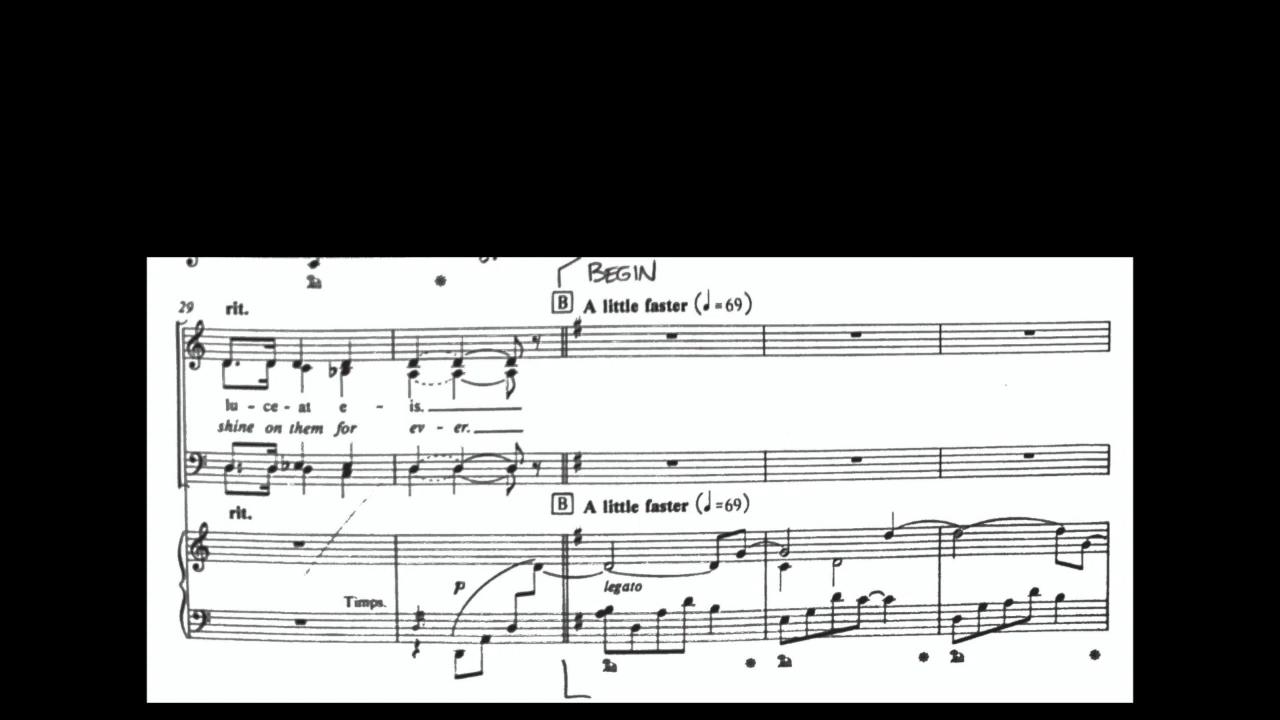 BEGIN
29 rit. B A little faster (♩=69)
lu - ce - at e - is.
shine on them for ev - er.
rit. B A little faster (♩=69)
p legato
Timps.